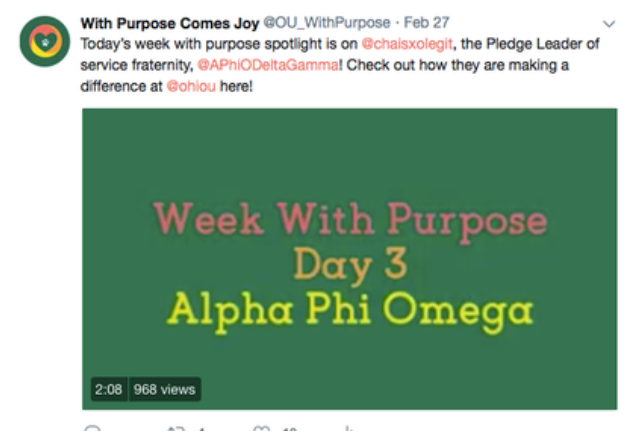 With Purpose Comes Joy @OU_WithPurpose · Feb 27
Today's week with purpose spotlight is on @chaisxolegit, the Pledge Leader of
service fraternity, @APhiODeltaGamma! Check out how they are making a
difference at @ohiou here!
Week With Purpose
Day 3
Alpha Phi Omega
2:08 968 views